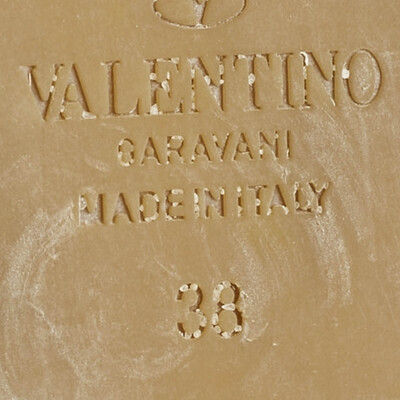 VALENTINO
GARAVANI
MADE IN ITALY
38